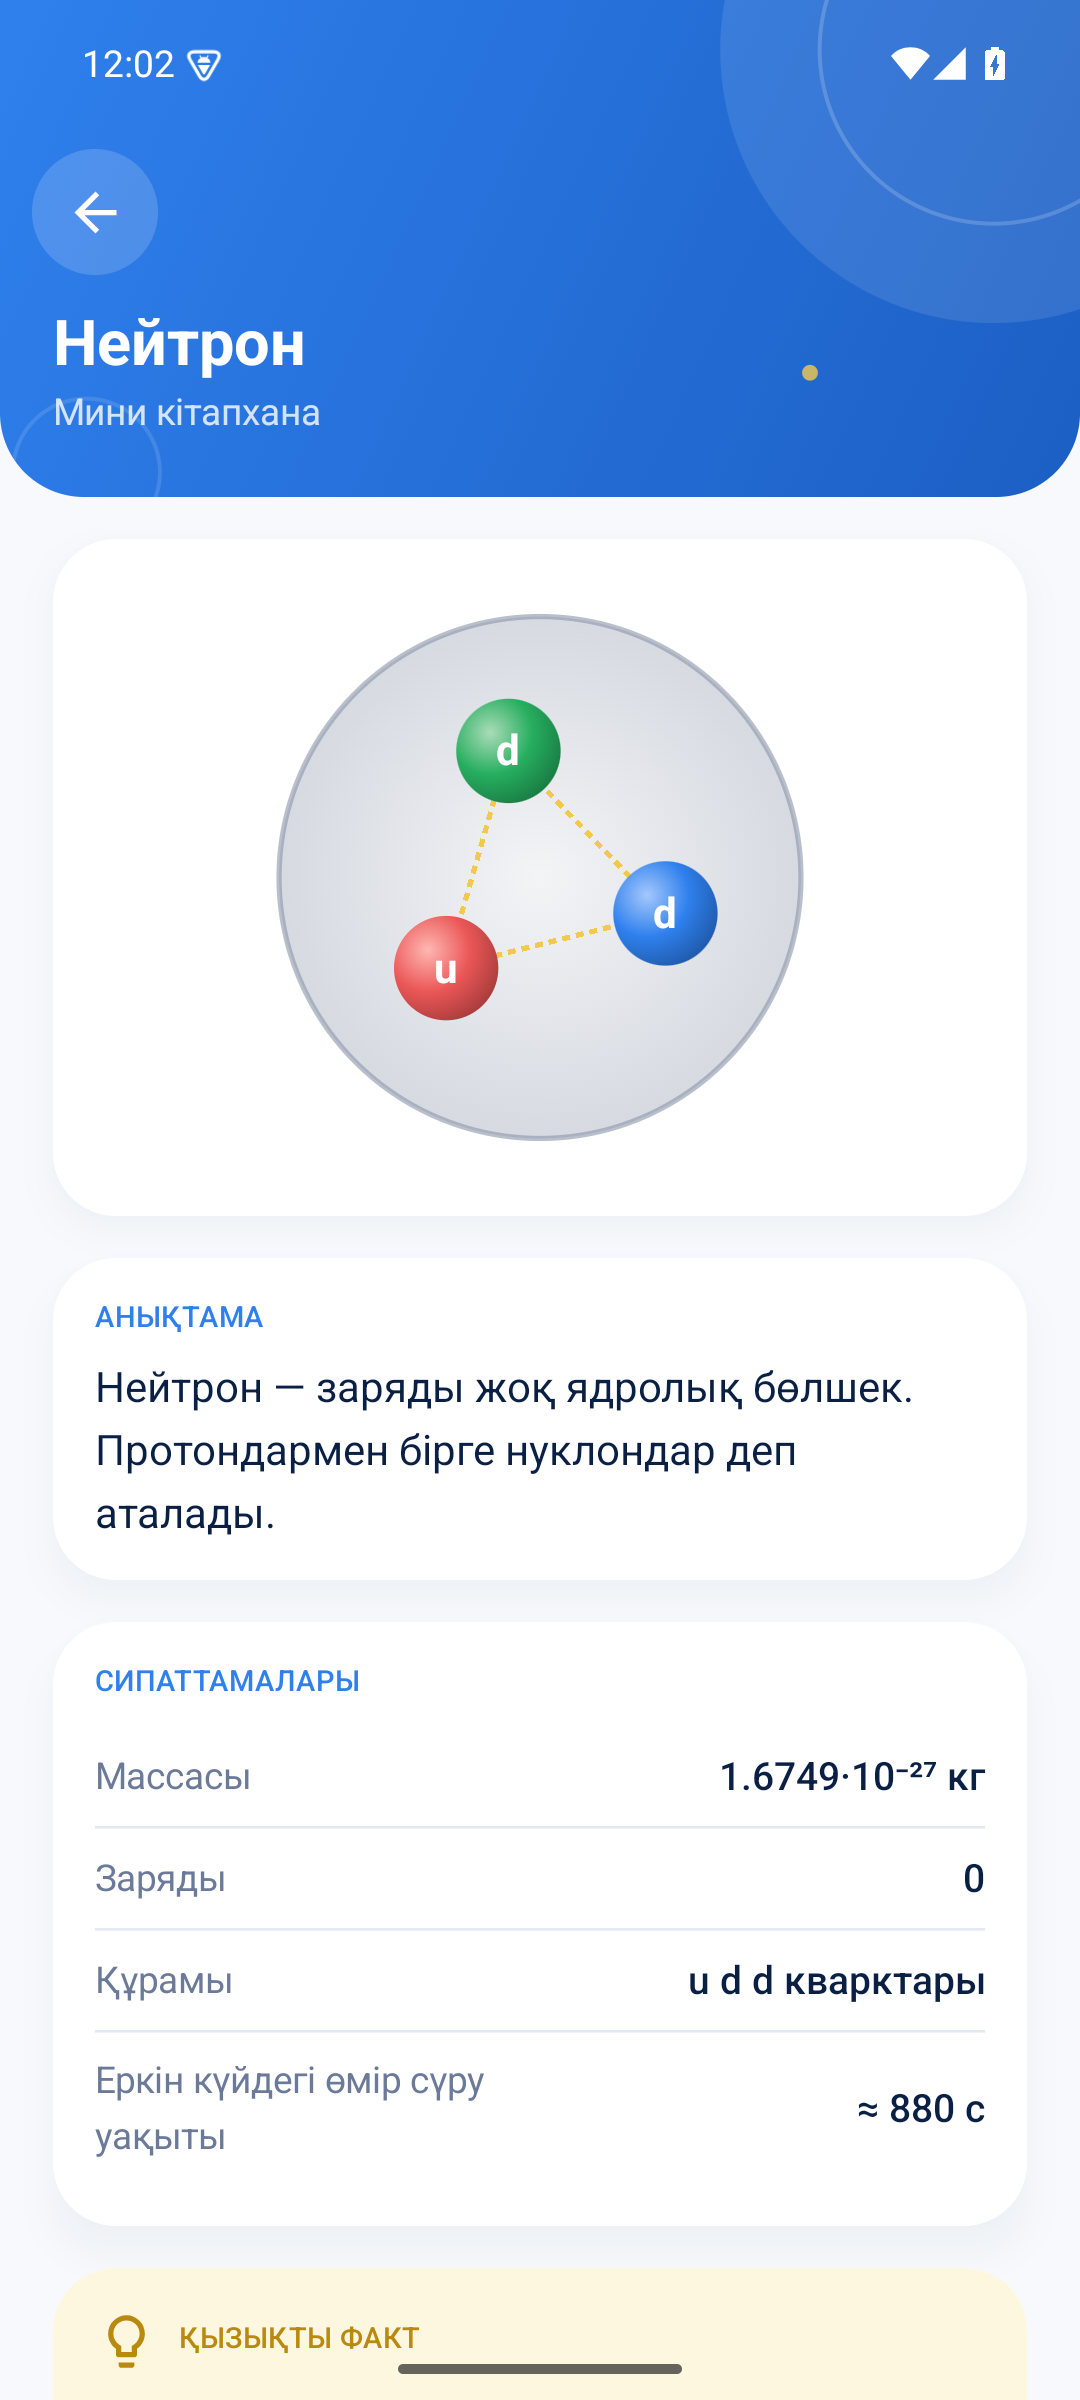 12:02
Нейтрон
Мини кітапхана
d
d
u
АНЫҚТАМА
Нейтрон — заряды жоқ ядролық бөлшек.
Протондармен бірге нуклондар деп
аталады.
СИПАТТАМАЛАРЫ
Массасы 1.6749·10⁻²⁷ кг
Заряды 0
Құрамы u d d кварктары
Еркін күйдегі өмір сүру
уақыты
≈ 880 с
ҚЫЗЫҚТЫ ФАКТ